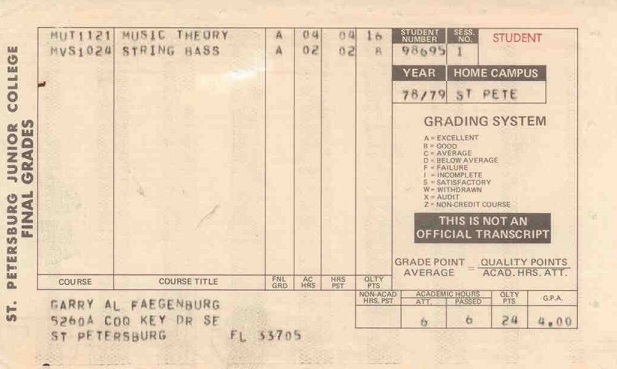 ST. PETERSBURG JUNIOR COLLEGE
FINAL GRADES
MUT1121 MUSIC THEORY A 04 04 16
MVS1024 STRING BASS A 02 02 8
STUDENT NUMBER SESS. NO. STUDENT
98695 1
YEAR HOME CAMPUS
78/79 ST PETE
GRADING SYSTEM
A = EXCELLENT
B = GOOD
C = AVERAGE
D = BELOW AVERAGE
F = FAILURE
I = INCOMPLETE
S = SATISFACTORY
W = WITHDRAWN
X = AUDIT
Z = NON-CREDIT COURSE
THIS IS NOT AN
OFFICIAL TRANSCRIPT
GRADE POINT AVERAGE = QUALITY POINTS
ACAD. HRS. ATT.
COURSE COURSE TITLE FNL GRD AC HRS HRS PST QLTY PTS
NON-ACAD HRS. PST ACADEMIC HOURS ATT. PASSED QLTY PTS G.P.A.
6 6 24 4.00
GARRY AL FAEGENBURG
5260A COQ KEY DR SE
ST PETERSBURG FL 33705